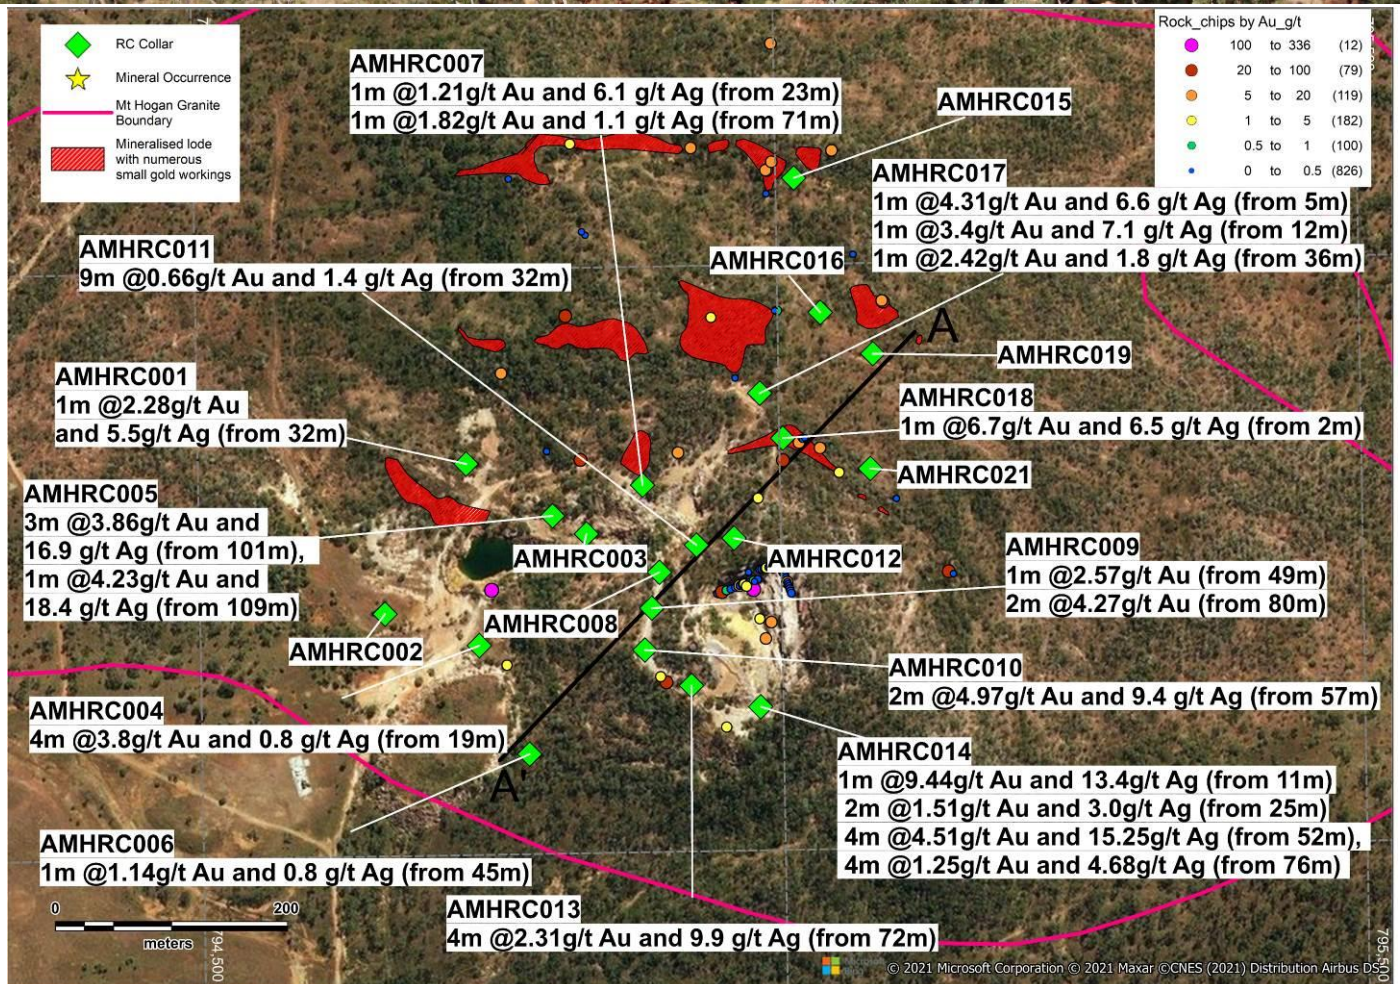 RC Collar
Mineral Occurrence
Mt Hogan Granite
Boundary
Mineralised lode
with numerous
small gold workings
Rock_chips by Au_g/t
100 to 336 (12)
20 to 100 (79)
5 to 20 (119)
1 to 5 (182)
0.5 to 1 (100)
0 to 0.5 (826)
AMHRC007
1m @1.21g/t Au and 6.1 g/t Ag (from 23m)
1m @1.82g/t Au and 1.1 g/t Ag (from 71m)
AMHRC015
AMHRC017
1m @4.31g/t Au and 6.6 g/t Ag (from 5m)
1m @3.4g/t Au and 7.1 g/t Ag (from 12m)
1m @2.42g/t Au and 1.8 g/t Ag (from 36m)
AMHRC011
9m @0.66g/t Au and 1.4 g/t Ag (from 32m)
AMHRC016
A
AMHRC019
AMHRC001
1m @2.28g/t Au
and 5.5g/t Ag (from 32m)
AMHRC018
1m @6.7g/t Au and 6.5 g/t Ag (from 2m)
AMHRC021
AMHRC005
3m @3.86g/t Au and
16.9 g/t Ag (from 101m),
1m @4.23g/t Au and
18.4 g/t Ag (from 109m)
AMHRC003
AMHRC012
AMHRC009
1m @2.57g/t Au (from 49m)
2m @4.27g/t Au (from 80m)
AMHRC008
AMHRC002
AMHRC010
2m @4.97g/t Au and 9.4 g/t Ag (from 57m)
AMHRC004
4m @3.8g/t Au and 0.8 g/t Ag (from 19m)
A'
AMHRC014
1m @9.44g/t Au and 13.4g/t Ag (from 11m)
2m @1.51g/t Au and 3.0g/t Ag (from 25m)
4m @4.51g/t Au and 15.25g/t Ag (from 52m),
4m @1.25g/t Au and 4.68g/t Ag (from 76m)
AMHRC006
1m @1.14g/t Au and 0.8 g/t Ag (from 45m)
AMHRC013
4m @2.31g/t Au and 9.9 g/t Ag (from 72m)
0 200
meters
794,500
795,500
© 2021 Microsoft Corporation © 2021 Maxar ©CNES (2021) Distribution Airbus DS